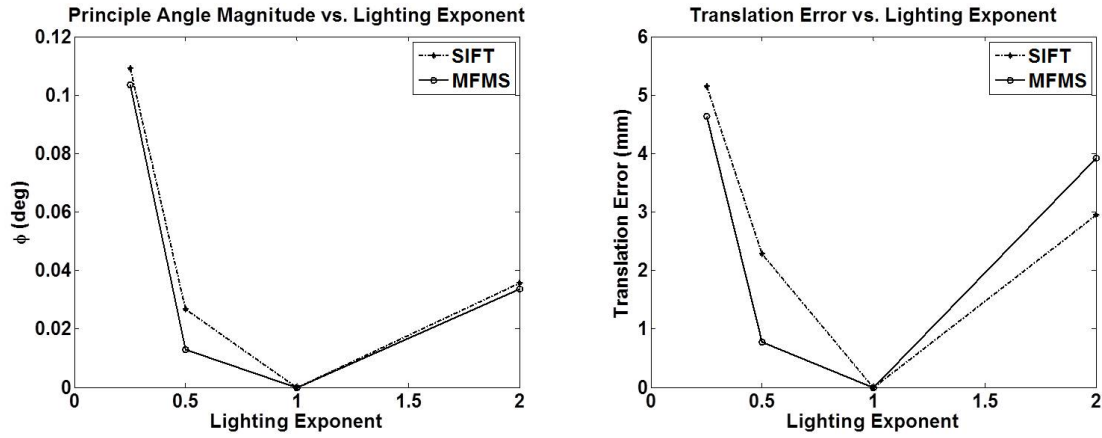 Principle Angle Magnitude vs. Lighting Exponent
0.12
0.1
0.08
0.06
0.04
0.02
0
ϕ (deg)
SIFT
MFMS
0
0.5
1
1.5
2
Lighting Exponent
Translation Error vs. Lighting Exponent
6
5
4
3
2
1
0
Translation Error (mm)
SIFT
MFMS
0
0.5
1
1.5
2
Lighting Exponent